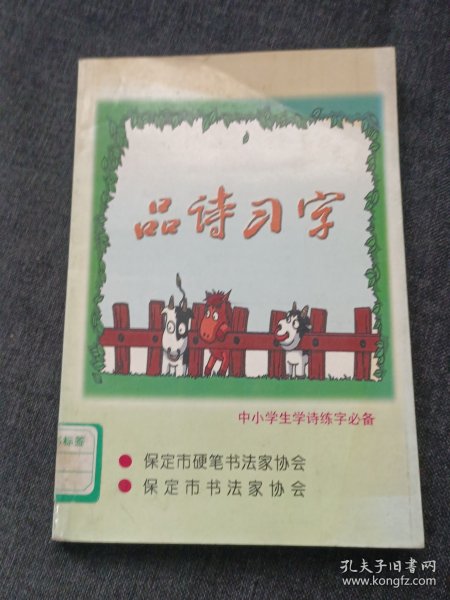 品诗习字
中小学生学诗练字必备
标签
● 保定市硬笔书法家协会
● 保定市书法家协会
孔夫子旧书网
www.kongfz.com